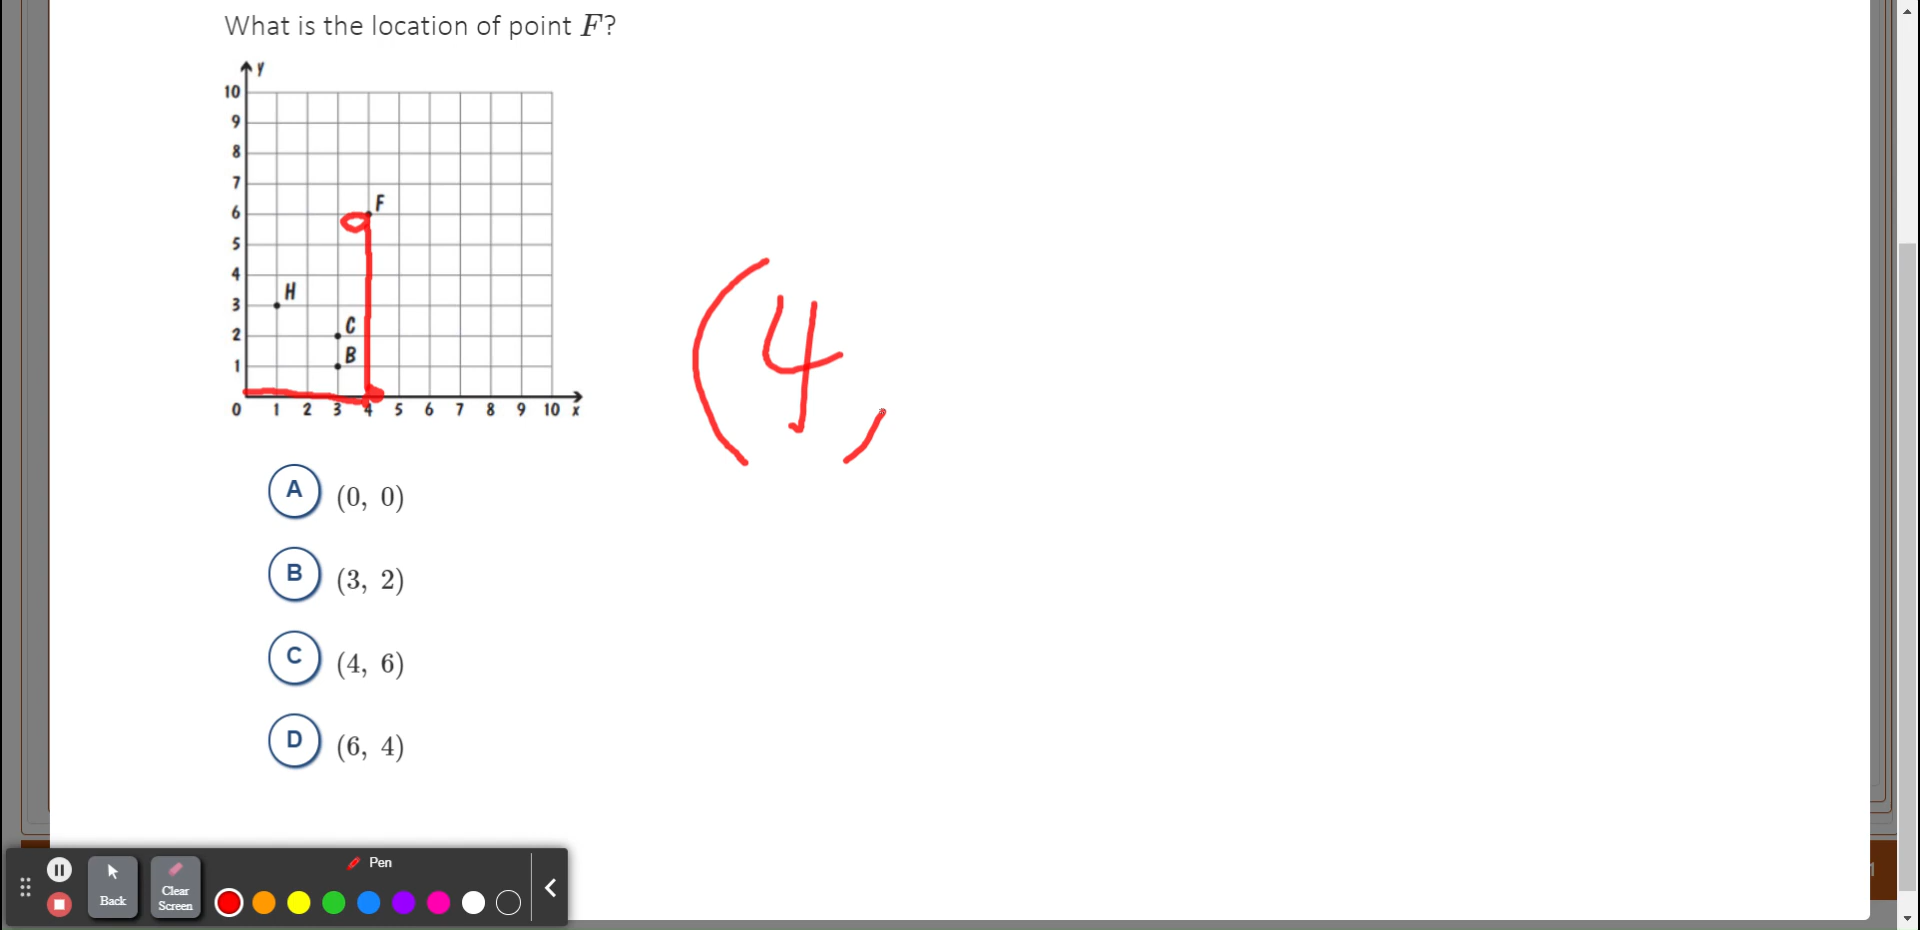 What is the location of point F?
y
10
9
8
7
6
5
4
3
2
1
F
H
C
B
0 1 2 3 4 5 6 7 8 9 10 x
(4,
A (0, 0)
B (3, 2)
C (4, 6)
D (6, 4)
Pen
Back
Clear
Screen